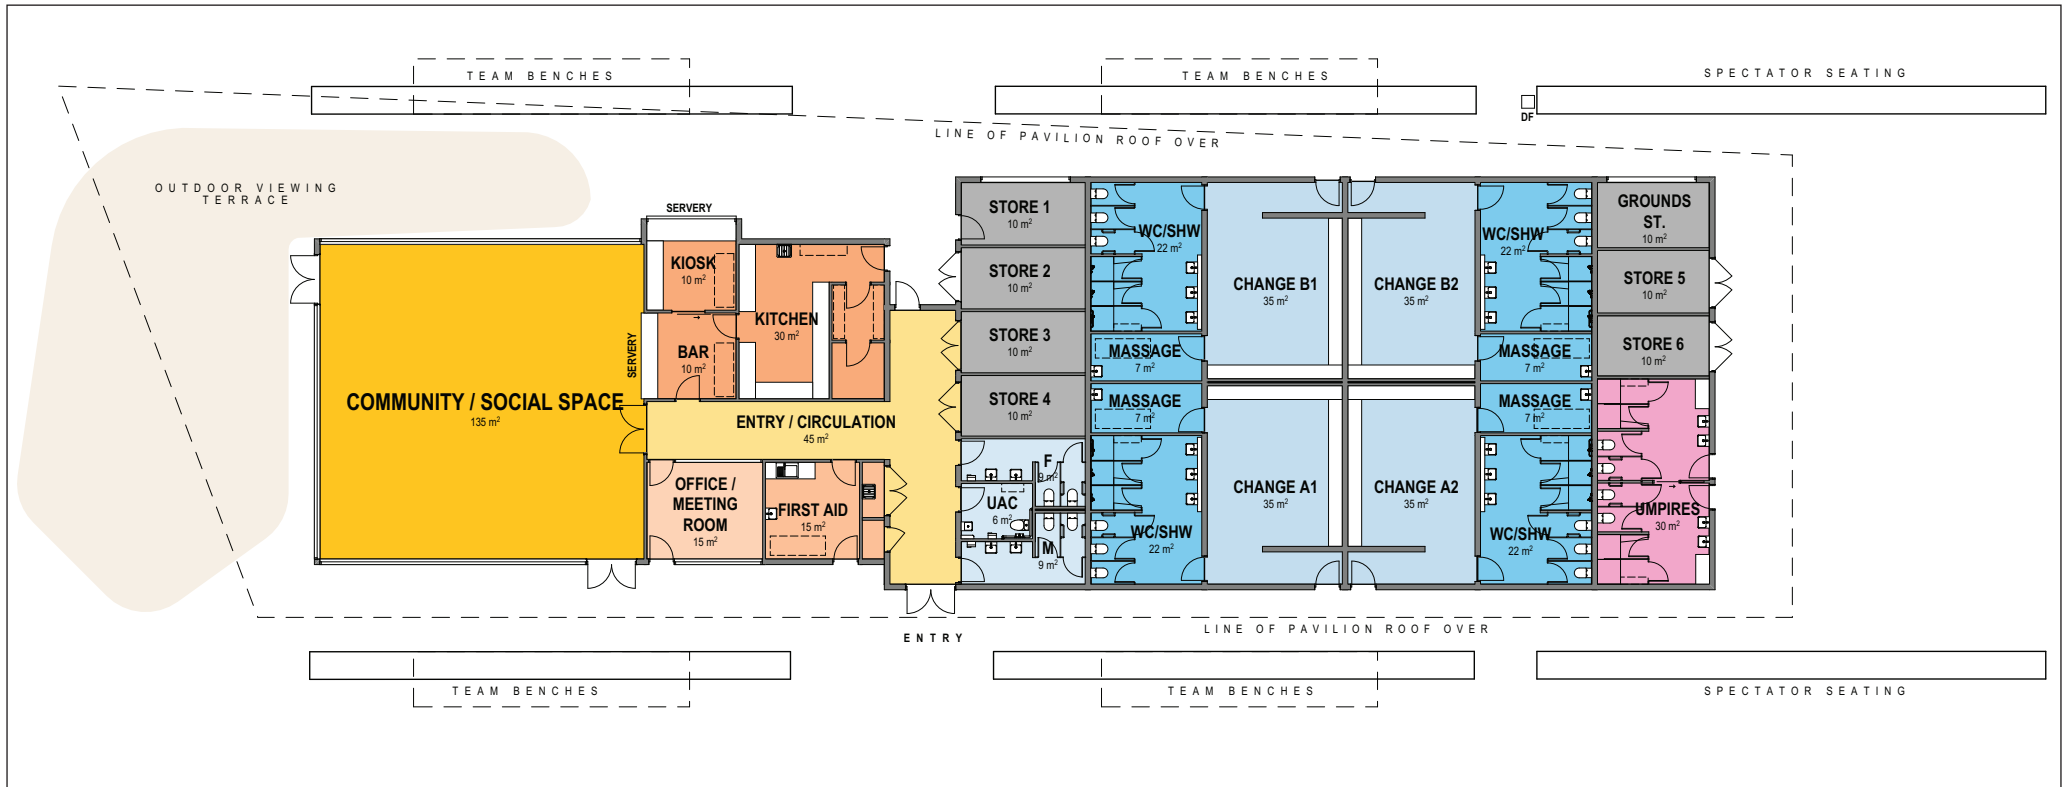 TEAM BENCHES
TEAM BENCHES
SPECTATOR SEATING
DF
LINE OF PAVILION ROOF OVER
OUTDOOR VIEWING
TERRACE
SERVERY
KIOSK
10 m²
KITCHEN
30 m²
SERVERY
BAR
10 m²
COMMUNITY / SOCIAL SPACE
135 m²
ENTRY / CIRCULATION
45 m²
OFFICE /
MEETING
ROOM
15 m²
FIRST AID
15 m²
STORE 1
10 m²
STORE 2
10 m²
STORE 3
10 m²
STORE 4
10 m²
F
9 m²
UAC
6 m²
M
9 m²
WC/SHW
22 m²
MASSAGE
7 m²
MASSAGE
7 m²
WC/SHW
22 m²
CHANGE B1
35 m²
CHANGE B2
35 m²
CHANGE A1
35 m²
CHANGE A2
35 m²
WC/SHW
22 m²
MASSAGE
7 m²
MASSAGE
7 m²
WC/SHW
22 m²
GROUNDS
ST.
10 m²
STORE 5
10 m²
STORE 6
10 m²
UMPIRES
30 m²
ENTRY
LINE OF PAVILION ROOF OVER
TEAM BENCHES
TEAM BENCHES
SPECTATOR SEATING